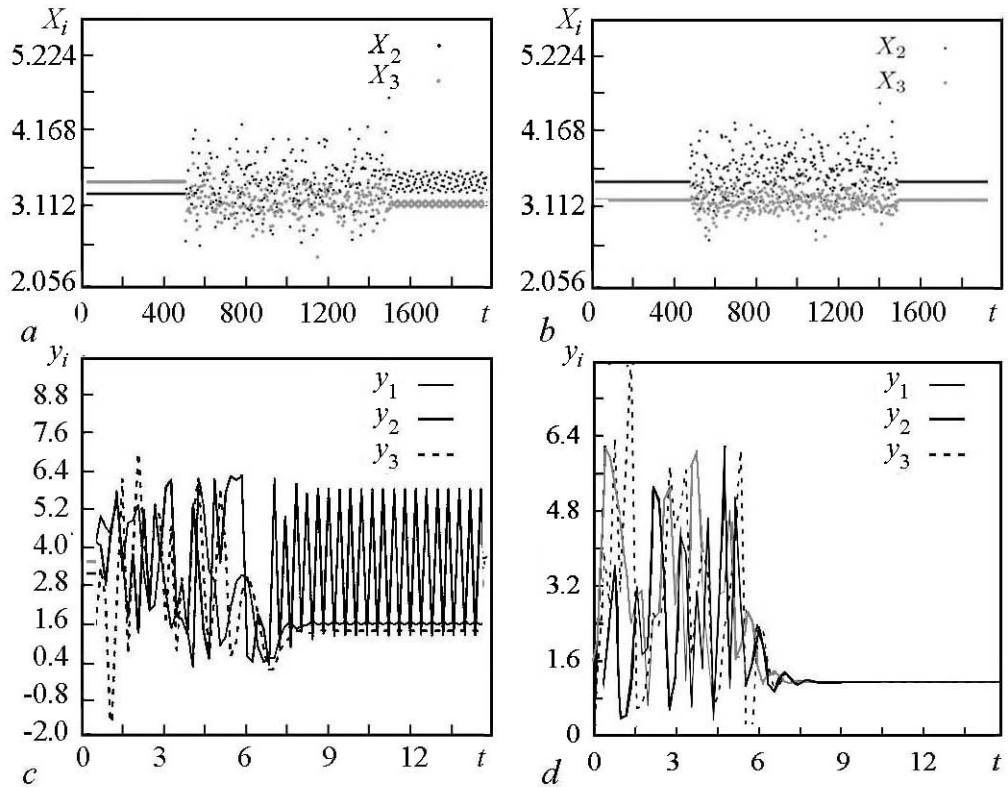 X_i
5.224
4.168
3.112
2.056
X_2
X_3
0 400 800 1200 1600 t
a
X_i
5.224
4.168
3.112
2.056
X_2
X_3
0 400 800 1200 1600 t
b
y_i
8.8
7.6
6.4
5.2
4.0
2.8
1.6
0.4
-0.8
-2.0
y_1
y_2
y_3
0 3 6 9 12 t
c
y_i
6.4
4.8
3.2
1.6
0
y_1
y_2
y_3
0 3 6 9 12 t
d